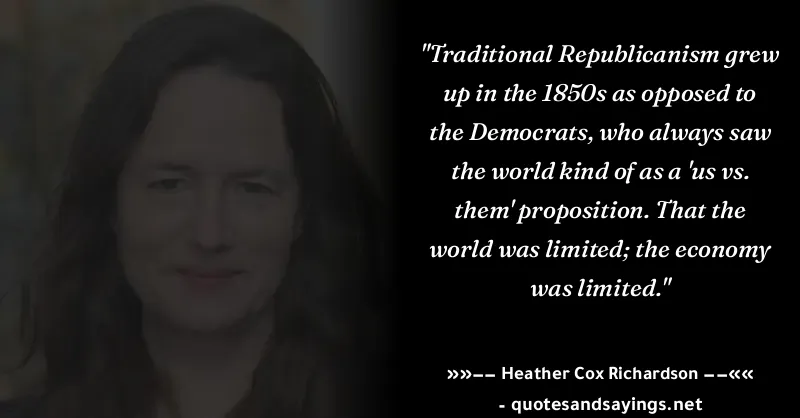 "Traditional Republicanism grew
up in the 1850s as opposed to
the Democrats, who always saw
the world kind of as a 'us vs.
them' proposition. That the
world was limited; the economy
was limited."
»»−− Heather Cox Richardson −−««
- quotesandsayings.net